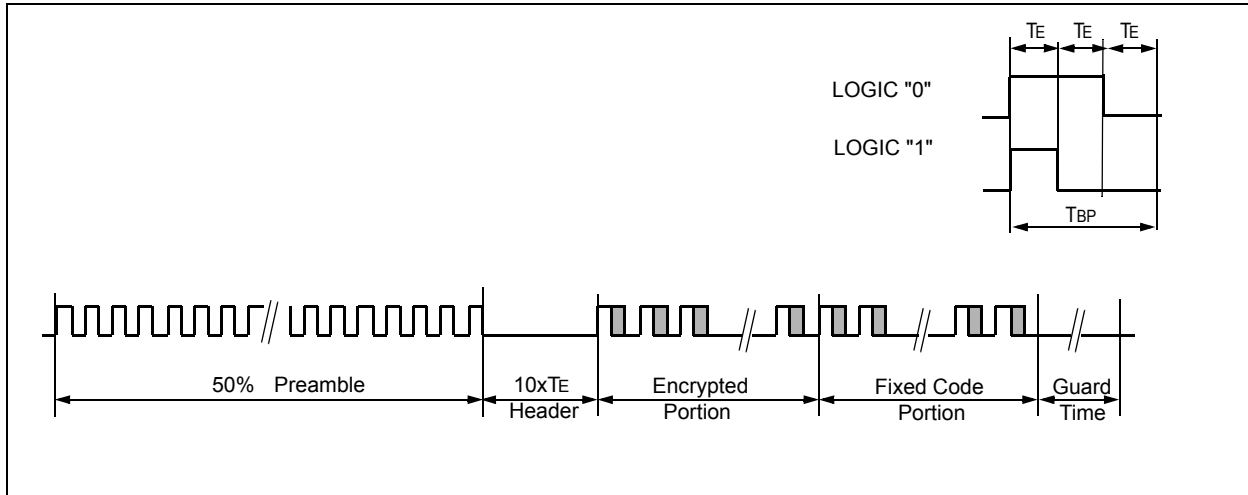 TE TE TE
LOGIC "0"
LOGIC "1"
TBP
50% Preamble
10xTE
Header
Encrypted
Portion
Fixed Code
Portion
Guard
Time